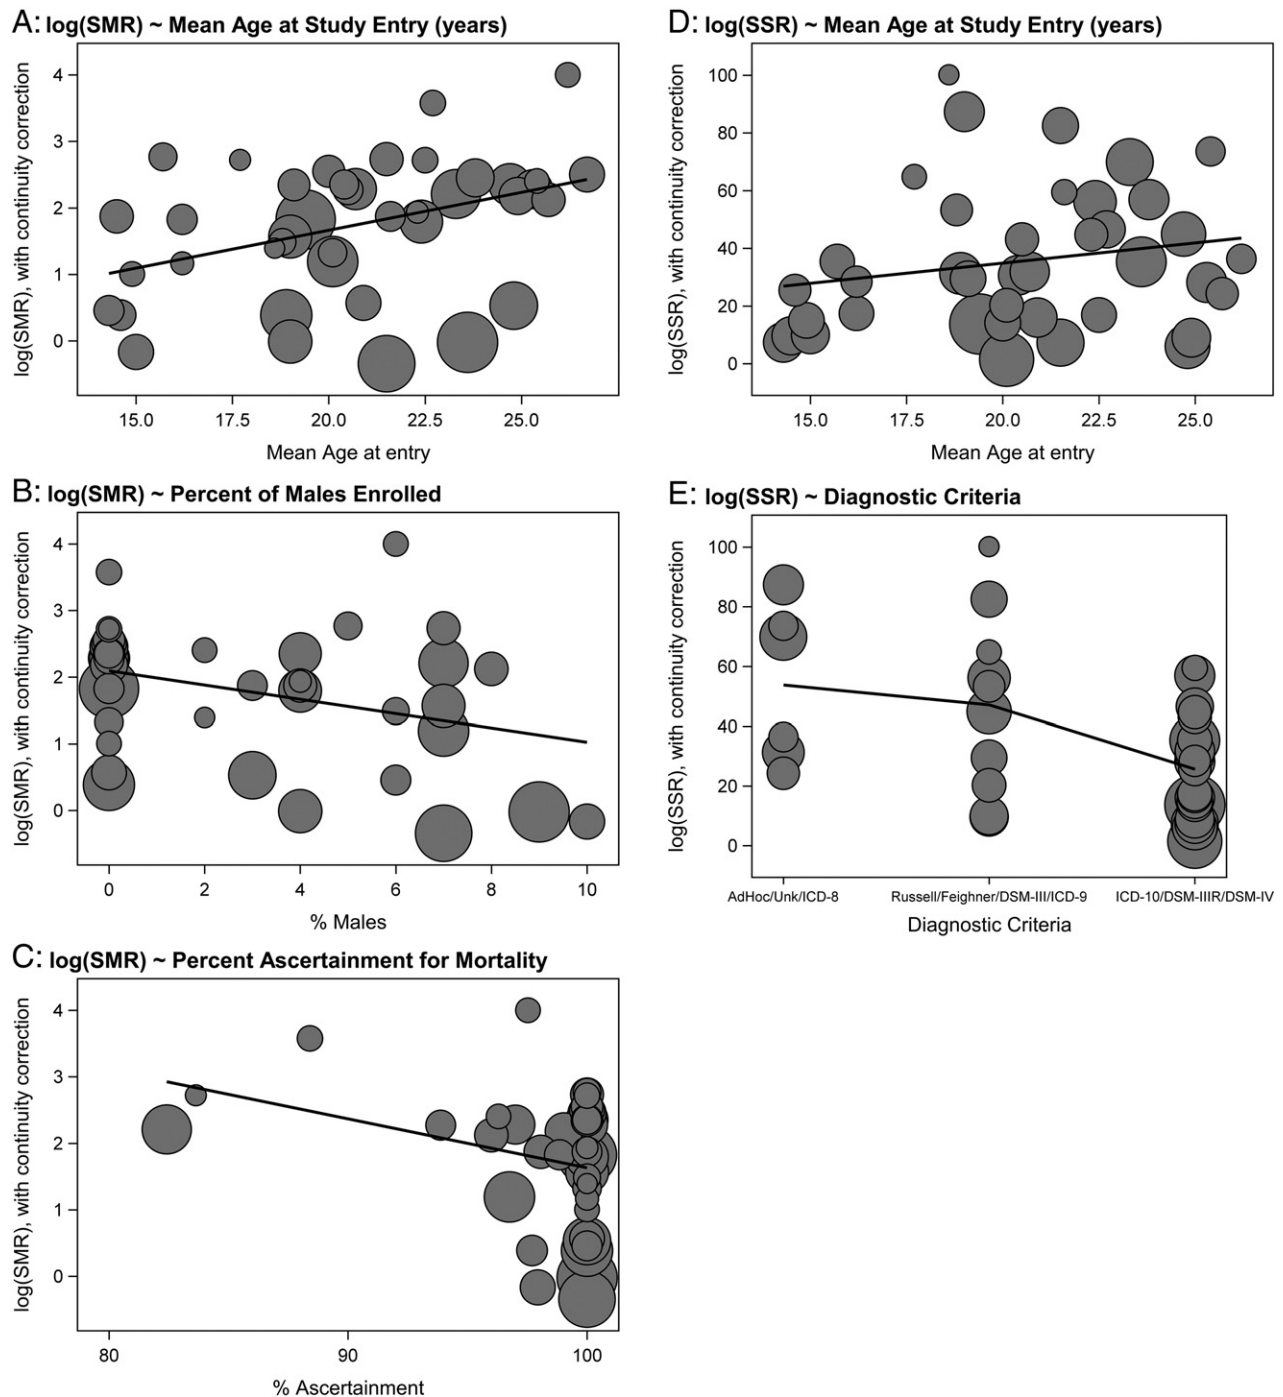 A: log(SMR) ~ Mean Age at Study Entry (years)
log(SMR), with continuity correction
4
3
2
1
0
15.0 17.5 20.0 22.5 25.0
Mean Age at entry
B: log(SMR) ~ Percent of Males Enrolled
log(SMR), with continuity correction
4
3
2
1
0
0 2 4 6 8 10
% Males
C: log(SMR) ~ Percent Ascertainment for Mortality
log(SMR), with continuity correction
4
3
2
1
0
80 90 100
% Ascertainment
D: log(SSR) ~ Mean Age at Study Entry (years)
log(SSR), with continuity correction
100
80
60
40
20
0
15.0 17.5 20.0 22.5 25.0
Mean Age at entry
E: log(SSR) ~ Diagnostic Criteria
log(SSR), with continuity correction
100
80
60
40
20
0
AdHoc/Unk/ICD-8 Russell/Feighner/DSM-III/ICD-9 ICD-10/DSM-IIIR/DSM-IV
Diagnostic Criteria